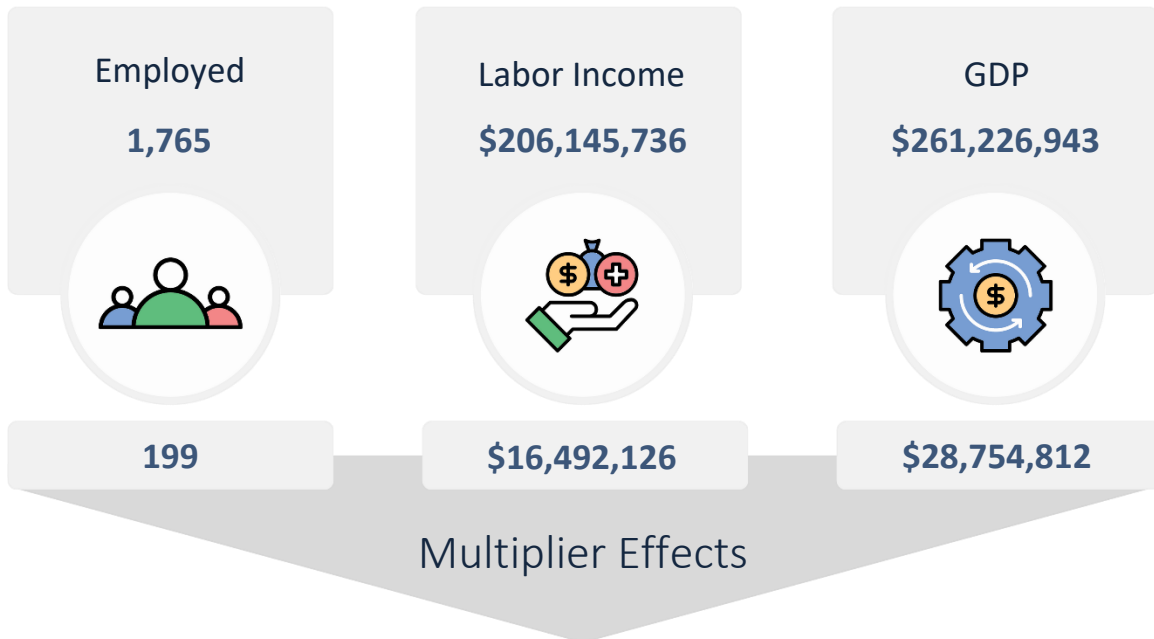 Employed
1,765
Labor Income
$206,145,736
GDP
$261,226,943
$
$
199
$16,492,126
$28,754,812
Multiplier Effects